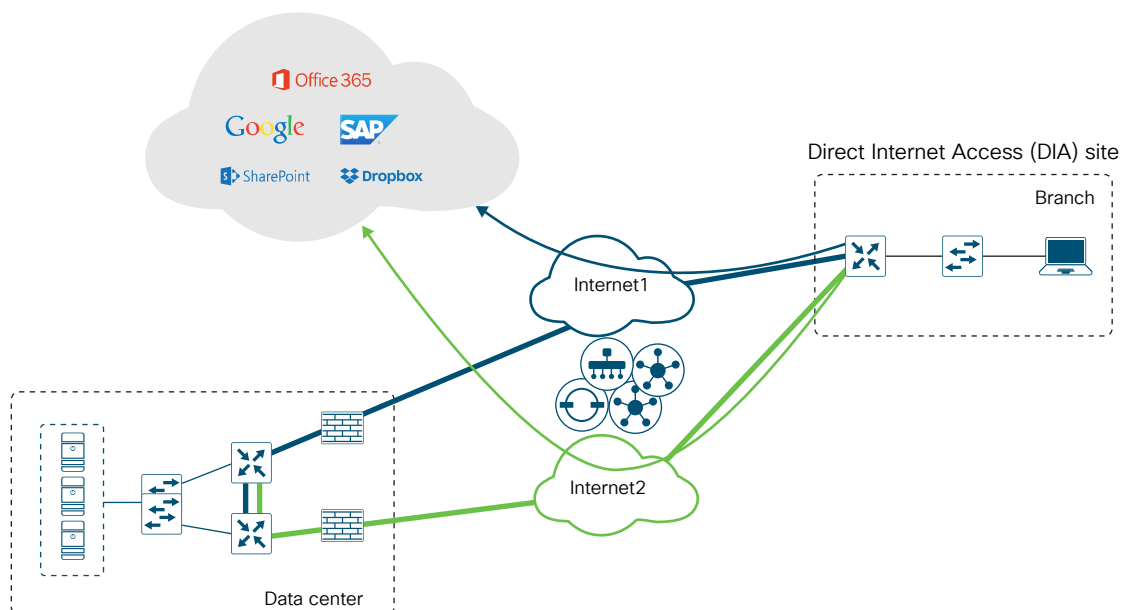 Office 365
Google
SAP
SharePoint
Dropbox
Direct Internet Access (DIA) site
Branch
Internet1
Internet2
Data center